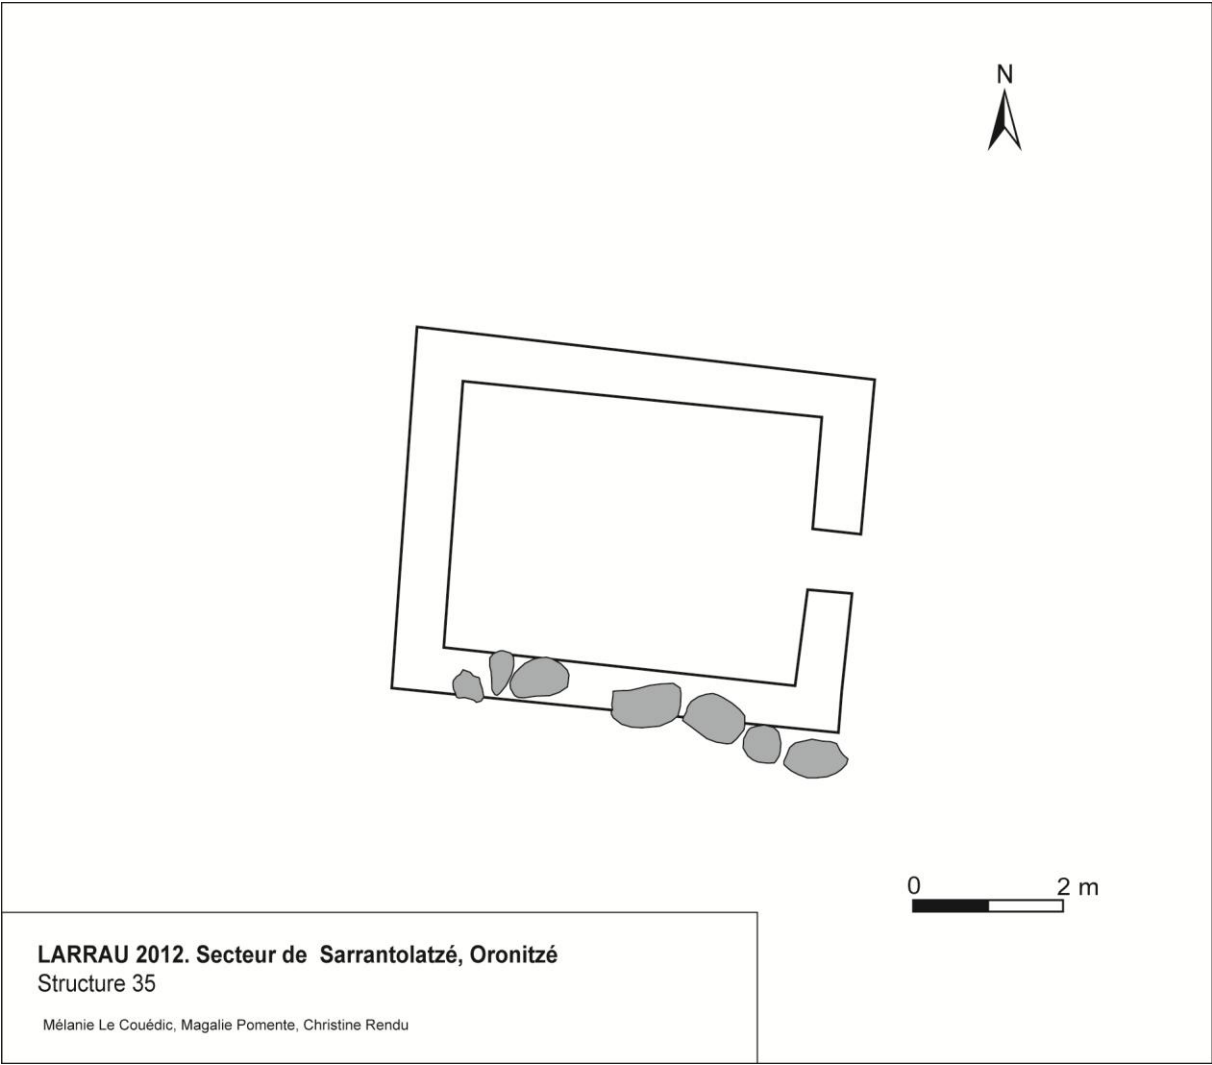 N
0 2 m
LARRAU 2012. Secteur de Sarrantolatzé, Oronitzé
Structure 35
Mélanie Le Couédic, Magalie Pomente, Christine Rendu